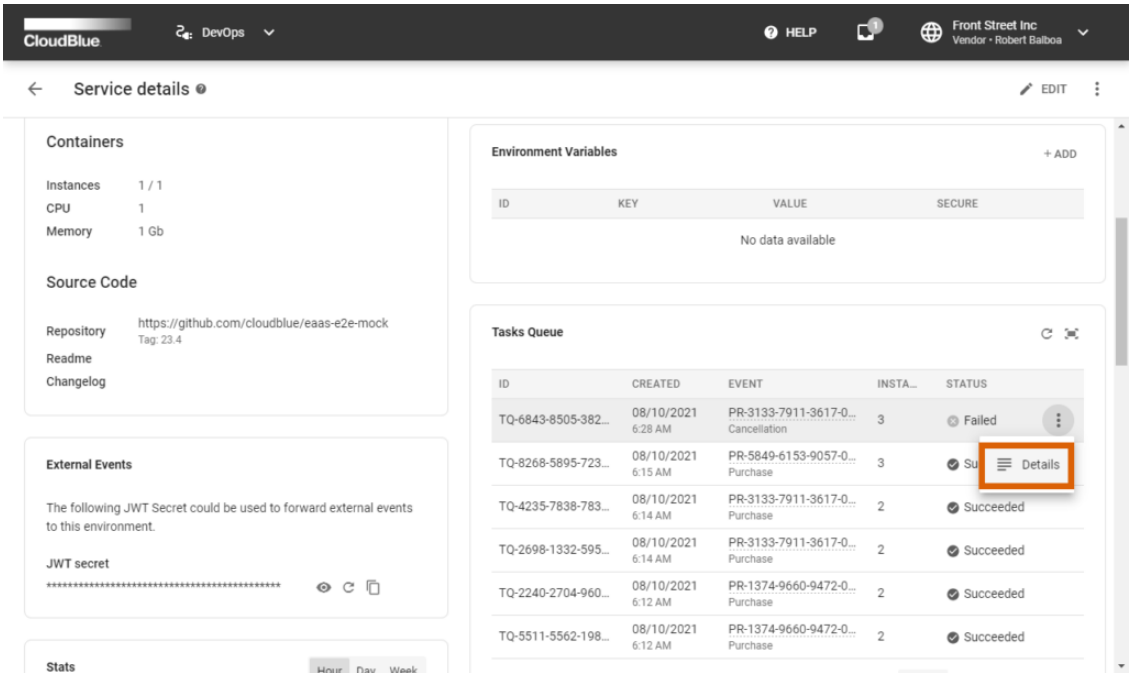 CloudBlue
DevOps
HELP
1
Front Street Inc
Vendor • Robert Balboa
Service details
EDIT
Containers
Instances 1 / 1
CPU 1
Memory 1 Gb
Source Code
Repository https://github.com/cloudblue/eaas-e2e-mock
Tag: 23.4
Readme
Changelog
External Events
The following JWT Secret could be used to forward external events
to this environment.
JWT secret
********************************************
Stats
Hour Day Week
Environment Variables
+ ADD
ID KEY VALUE SECURE
No data available
Tasks Queue
ID CREATED EVENT INSTA... STATUS
TQ-6843-8505-382... 08/10/2021 PR-3133-7911-3617-0... 3 Failed
6:28 AM Cancellation
TQ-8268-5895-723... 08/10/2021 PR-5849-6153-9057-0... 3 Su
6:15 AM Purchase
Details
TQ-4235-7838-783... 08/10/2021 PR-3133-7911-3617-0... 2 Succeeded
6:14 AM Purchase
TQ-2698-1332-595... 08/10/2021 PR-3133-7911-3617-0... 2 Succeeded
6:14 AM Purchase
TQ-2240-2704-960... 08/10/2021 PR-1374-9660-9472-0... 2 Succeeded
6:12 AM Purchase
TQ-5511-5562-198... 08/10/2021 PR-1374-9660-9472-0... 2 Succeeded
6:12 AM Purchase